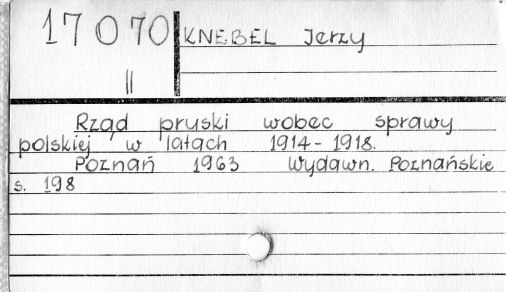 17070 KNEBEL Jerzy
II
Rząd pruski wobec sprawy
polskiej w latach 1914-1918.
Poznań 1963 Wydawn. Poznańskie
s. 198